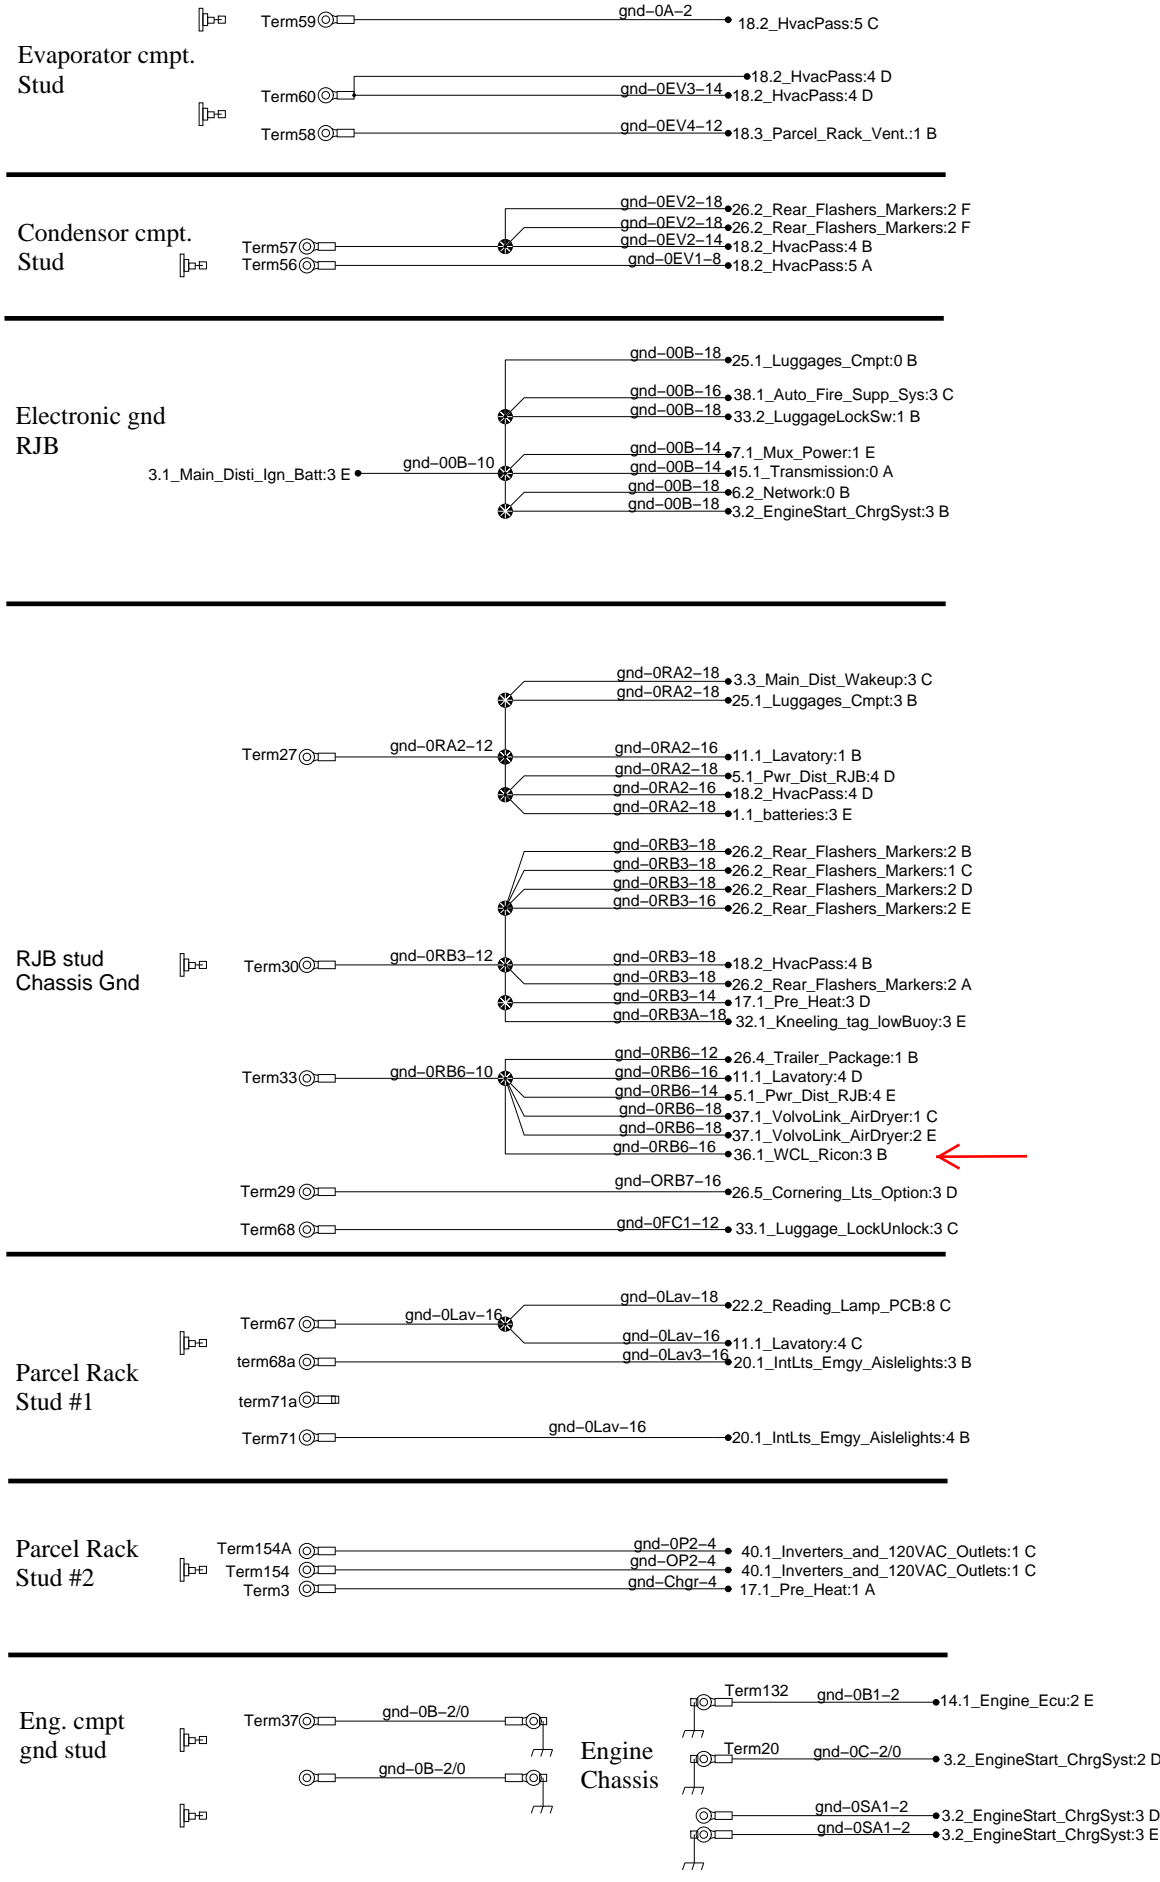 Evaporator cmpt.
Stud
Term59 gnd-0A-2 18.2_HvacPass:5 C
18.2_HvacPass:4 D
Term60 gnd-0EV3-14 18.2_HvacPass:4 D
Term58 gnd-0EV4-12 18.3_Parcel_Rack_Vent.:1 B
Condensor cmpt.
Stud
gnd-0EV2-18 26.2_Rear_Flashers_Markers:2 F
gnd-0EV2-18 26.2_Rear_Flashers_Markers:2 F
Term57 gnd-0EV2-14 18.2_HvacPass:4 B
Term56 gnd-0EV1-8 18.2_HvacPass:5 A
Electronic gnd
RJB
gnd-00B-18 25.1_Luggages_Cmpt:0 B
gnd-00B-16 38.1_Auto_Fire_Supp_Sys:3 C
gnd-00B-18 33.2_LuggageLockSw:1 B
gnd-00B-14 7.1_Mux_Power:1 E
3.1_Main_Disti_Ign_Batt:3 E gnd-00B-10 gnd-00B-14 15.1_Transmission:0 A
gnd-00B-18 6.2_Network:0 B
gnd-00B-18 3.2_EngineStart_ChrgSyst:3 B
RJB stud
Chassis Gnd
gnd-0RA2-18 3.3_Main_Dist_Wakeup:3 C
gnd-0RA2-18 25.1_Luggages_Cmpt:3 B
Term27 gnd-0RA2-12 gnd-0RA2-16 11.1_Lavatory:1 B
gnd-0RA2-18 5.1_Pwr_Dist_RJB:4 D
gnd-0RA2-16 18.2_HvacPass:4 D
gnd-0RA2-18 1.1_batteries:3 E
gnd-0RB3-18 26.2_Rear_Flashers_Markers:2 B
gnd-0RB3-18 26.2_Rear_Flashers_Markers:1 C
gnd-0RB3-18 26.2_Rear_Flashers_Markers:2 D
gnd-0RB3-16 26.2_Rear_Flashers_Markers:2 E
Term30 gnd-0RB3-12 gnd-0RB3-18 18.2_HvacPass:4 B
gnd-0RB3-18 26.2_Rear_Flashers_Markers:2 A
gnd-0RB3-14 17.1_Pre_Heat:3 D
gnd-0RB3A-18 32.1_Kneeling_tag_lowBuoy:3 E
gnd-0RB6-12 26.4_Trailer_Package:1 B
Term33 gnd-0RB6-10 gnd-0RB6-16 11.1_Lavatory:4 D
gnd-0RB6-14 5.1_Pwr_Dist_RJB:4 E
gnd-0RB6-18 37.1_VolvoLink_AirDryer:1 C
gnd-0RB6-18 37.1_VolvoLink_AirDryer:2 E
gnd-0RB6-16 36.1_WCL_Ricon:3 B
Term29 gnd-ORB7-16 26.5_Cornering_Lts_Option:3 D
Term68 gnd-0FC1-12 33.1_Luggage_LockUnlock:3 C
Parcel Rack
Stud #1
gnd-0Lav-18 22.2_Reading_Lamp_PCB:8 C
Term67 gnd-0Lav-16
gnd-0Lav-16 11.1_Lavatory:4 C
term68a gnd-0Lav3-16 20.1_IntLts_Emgy_Aislelights:3 B
term71a
Term71 gnd-0Lav-16 20.1_IntLts_Emgy_Aislelights:4 B
Parcel Rack
Stud #2
Term154A gnd-0P2-4 40.1_Inverters_and_120VAC_Outlets:1 C
Term154 gnd-OP2-4 40.1_Inverters_and_120VAC_Outlets:1 C
Term3 gnd-Chgr-4 17.1_Pre_Heat:1 A
Eng. cmpt
gnd stud
Term37 gnd-0B-2/0
gnd-0B-2/0
Engine
Chassis
Term132 gnd-0B1-2 14.1_Engine_Ecu:2 E
Term20 gnd-0C-2/0 3.2_EngineStart_ChrgSyst:2 D
gnd-0SA1-2 3.2_EngineStart_ChrgSyst:3 D
gnd-0SA1-2 3.2_EngineStart_ChrgSyst:3 E